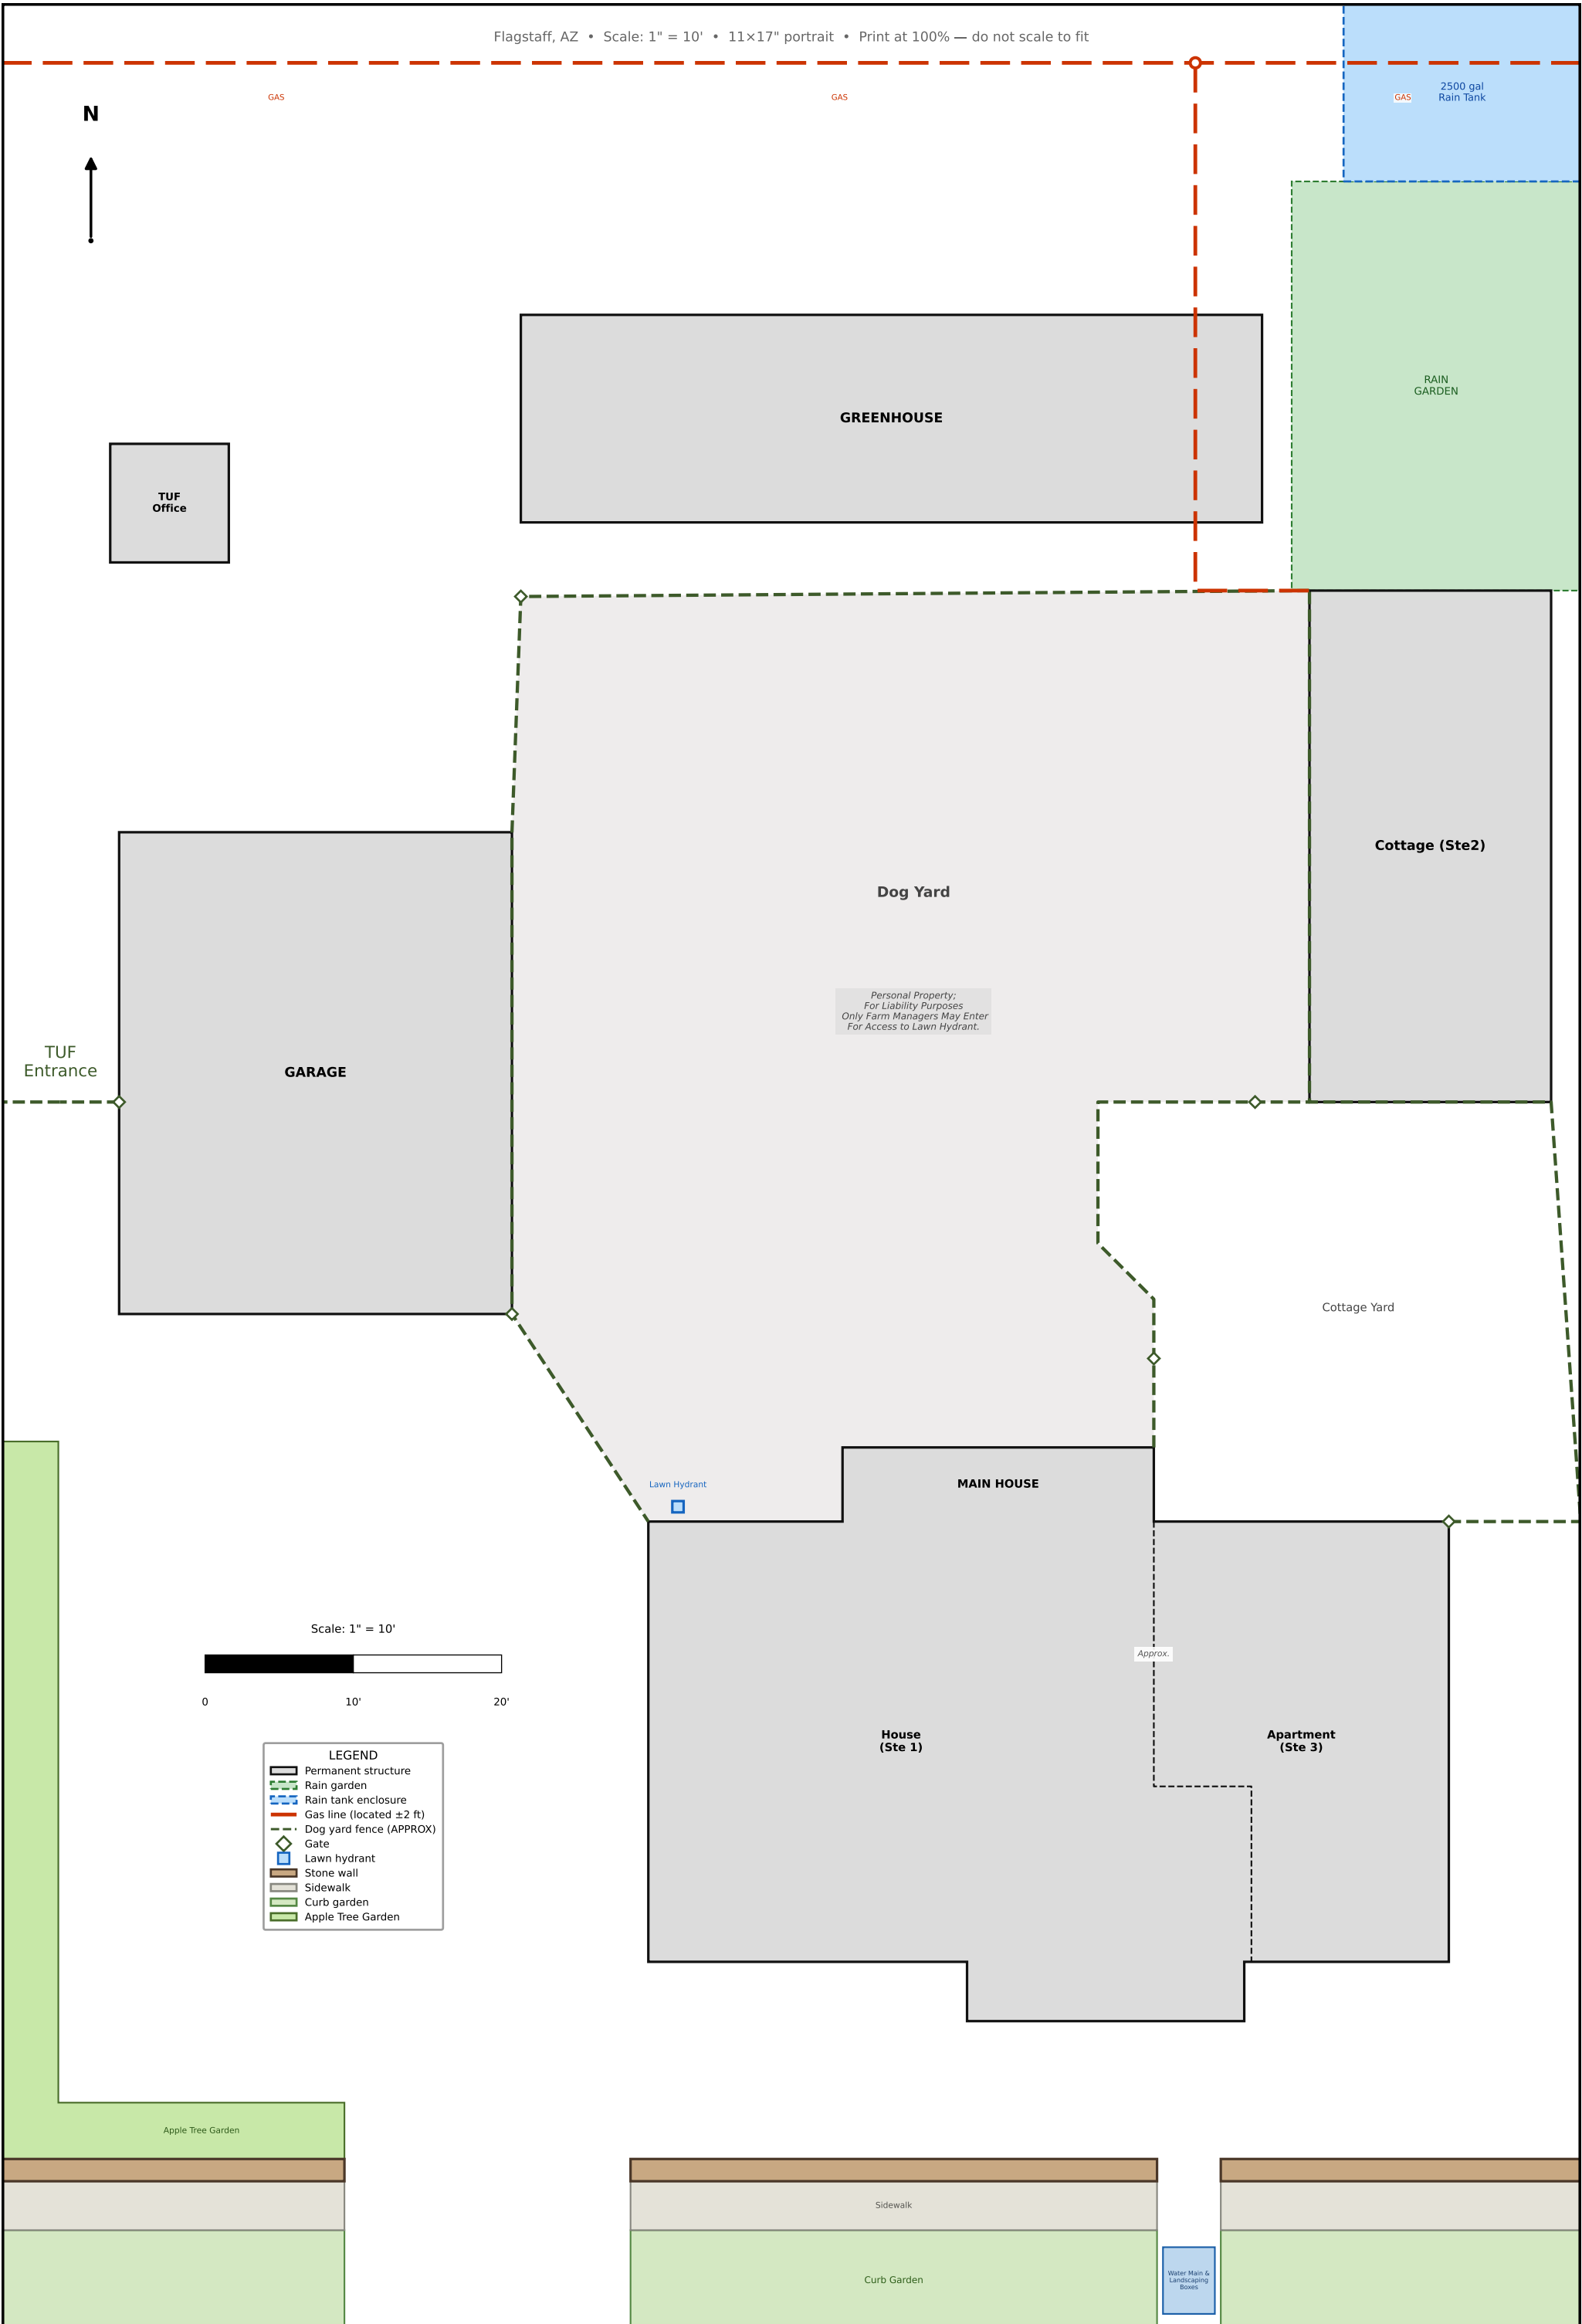 Flagstaff, AZ • Scale: 1" = 10' • 11×17" portrait • Print at 100% — do not scale to fit
2500 gal
Rain Tank
GAS
GAS
GAS
N
RAIN
GARDEN
GREENHOUSE
TUF
Office
Cottage (Ste2)
Dog Yard
Personal Property;
For Liability Purposes
Only Farm Managers May Enter
For Access to Lawn Hydrant.
TUF
Entrance
GARAGE
Cottage Yard
Lawn Hydrant
MAIN HOUSE
Scale: 1" = 10'
0 10' 20'
Approx.
House
(Ste 1)
Apartment
(Ste 3)
LEGEND
Permanent structure
Rain garden
Rain tank enclosure
Gas line (located ±2 ft)
Dog yard fence (APPROX)
Gate
Lawn hydrant
Stone wall
Sidewalk
Curb garden
Apple Tree Garden
Apple Tree Garden
Sidewalk
Curb Garden
Water Main &
Landscaping
Boxes